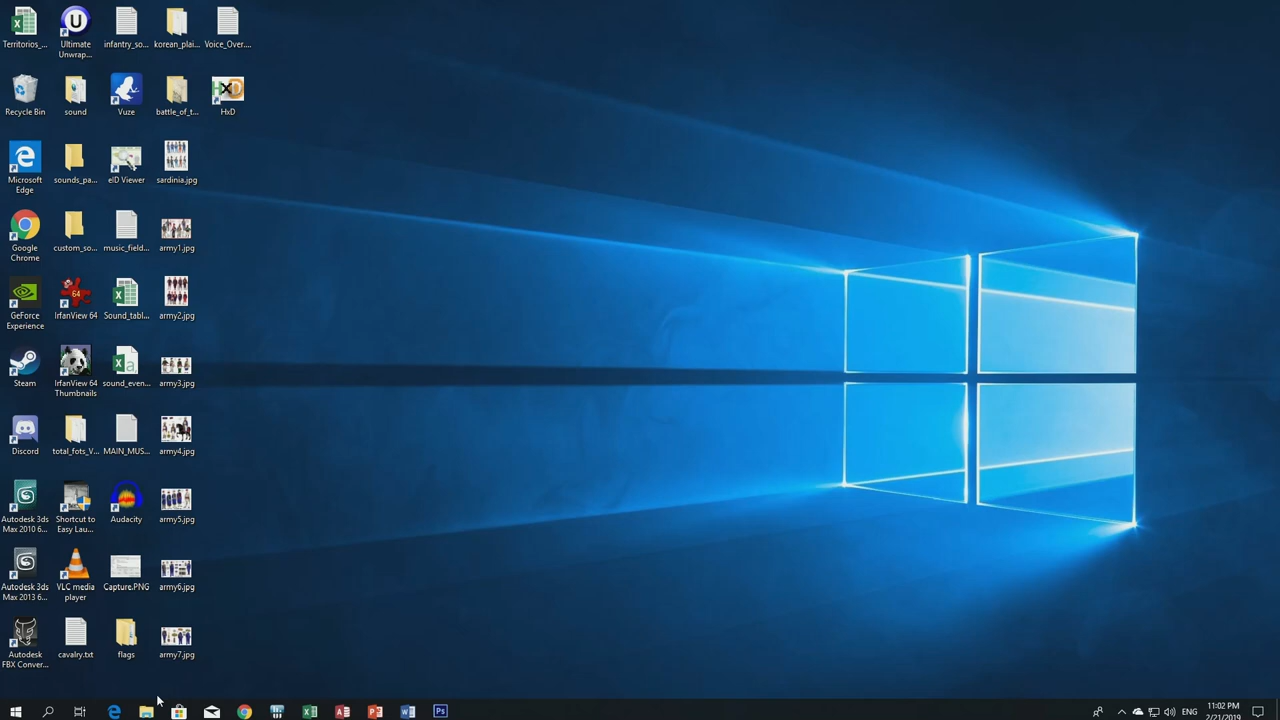 Territorios_...
Ultimate
Unwrap...
infantry_so...
korean_plai...
Voice_Over....
Recycle Bin
sound
Vuze
battle_of_t...
HxD
Microsoft
Edge
sounds_pa...
eID Viewer
sardinia.jpg
Google
Chrome
custom_so...
music_field...
army1.jpg
GeForce
Experience
IrfanView 64
Sound_tabl...
army2.jpg
Steam
IrfanView 64
Thumbnails
sound_even...
army3.jpg
Discord
total_fots_V...
MAIN_MUS...
army4.jpg
Autodesk 3ds
Max 2010 6...
Shortcut to
Easy Lau...
Audacity
army5.jpg
Autodesk 3ds
Max 2013 6...
VLC media
player
Capture.PNG
army6.jpg
Autodesk
FBX Conver...
cavalry.txt
flags
army7.jpg
ENG
11:02 PM